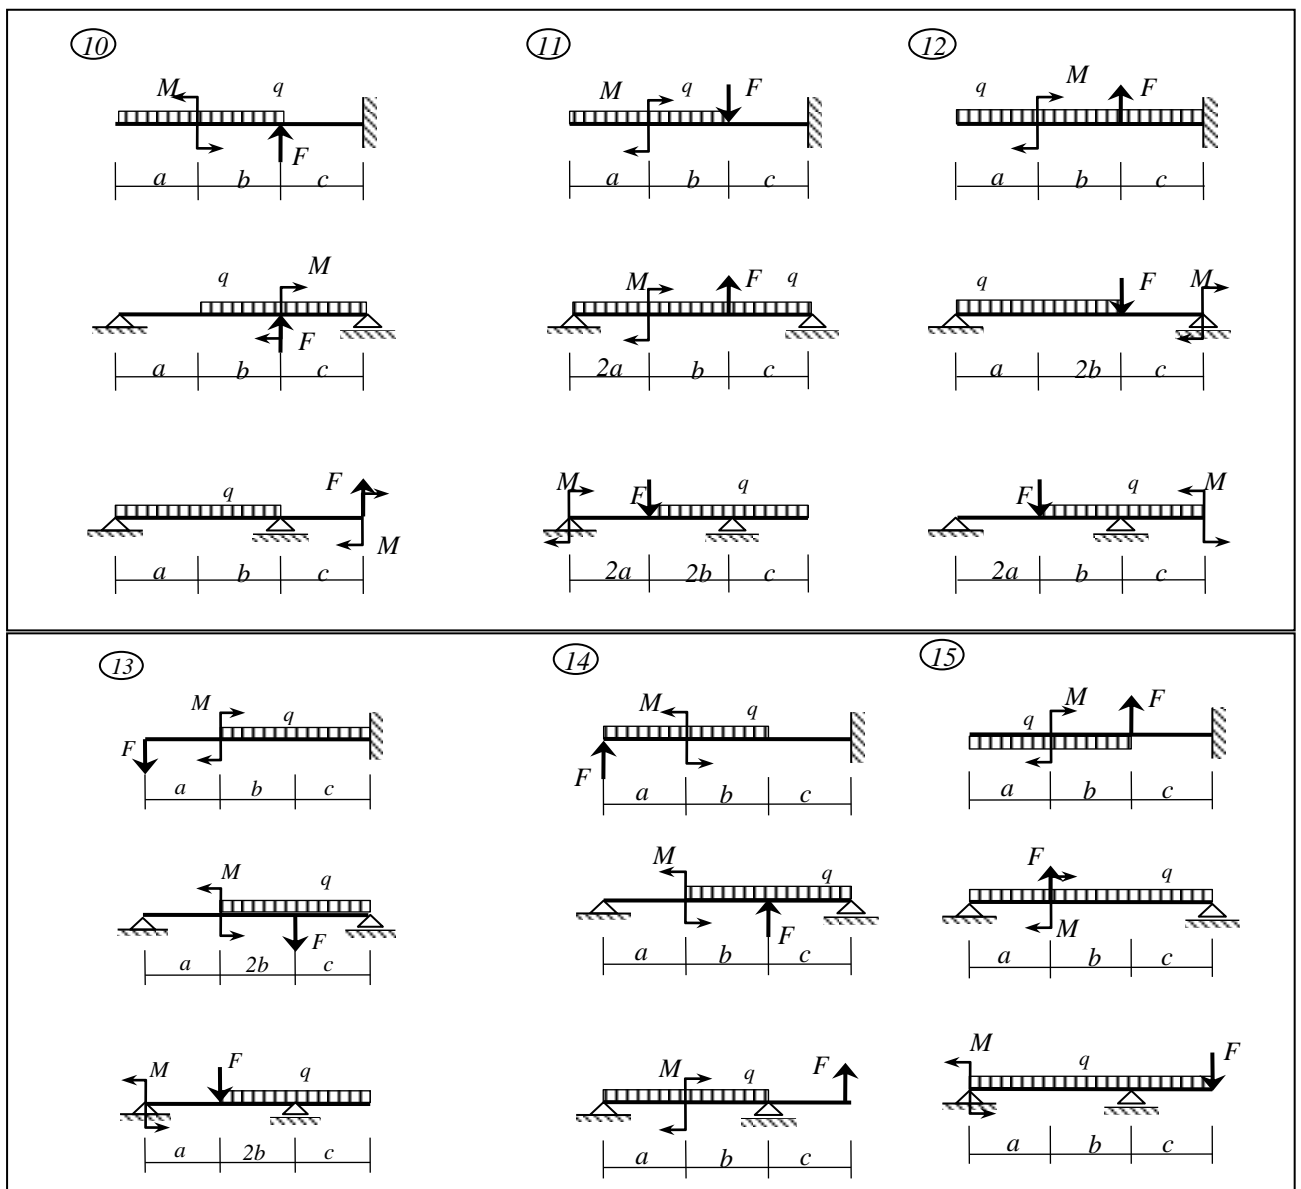 10 11 12
M q M q F q M F
F
a b c a b c a b c
q M M F q q F M
F
a b c 2a b c a 2b c
F q M F q F q M
M
a b c 2a 2b c 2a b c
13 14 15
M q M q q M F
F F
a b c a b c a b c
M q M q F q
F F M
a 2b c a b c a b c
M F q M q F M q F
a 2b c a b c a b c